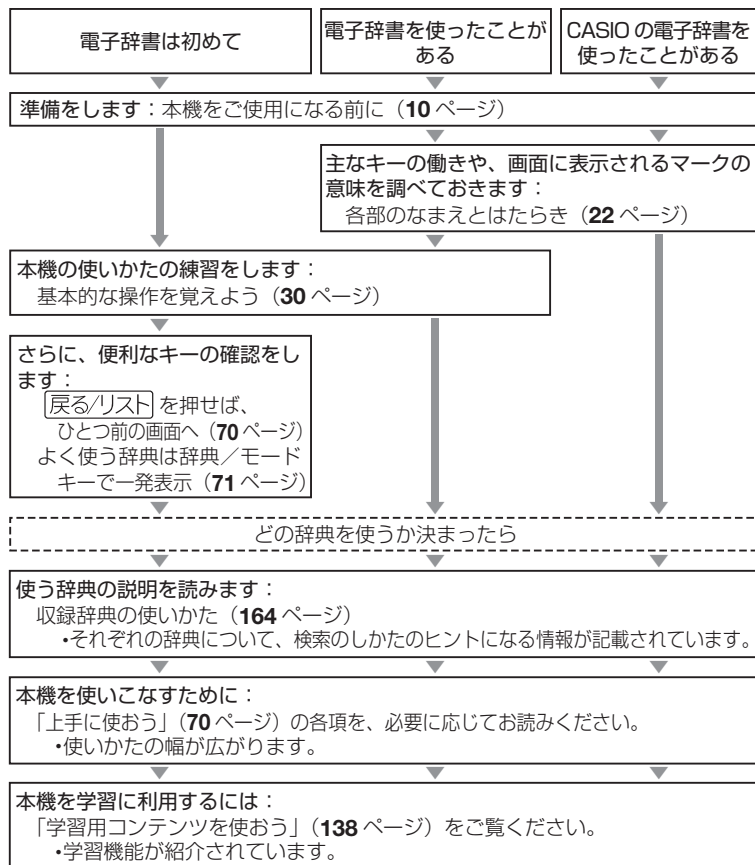 電子辞書は初めて
電子辞書を使ったことが
ある
CASIO の電子辞書を
使ったことがある
準備をします：本機をご使用になる前に（10 ページ）
主なキーの働きや、画面に表示されるマークの
意味を調べておきます：
各部のなまえとはたらき（22 ページ）
本機の使いかたの練習をします：
基本的な操作を覚えよう（30 ページ）
さらに、便利なキーの確認をし
ます：
戻る/リスト を押せば、
ひとつ前の画面へ（70 ページ）
よく使う辞典は辞典／モード
キーで一発表示（71 ページ）
どの辞典を使うか決まったら
使う辞典の説明を読みます：
収録辞典の使いかた（164 ページ）
•それぞれの辞典について、検索のしかたのヒントになる情報が記載されています。
本機を使いこなすために：
「上手に使おう」（70 ページ）の各項を、必要に応じてお読みください。
•使いかたの幅が広がります。
本機を学習に利用するには：
「学習用コンテンツを使おう」（138 ページ）をご覧ください。
•学習機能が紹介されています。